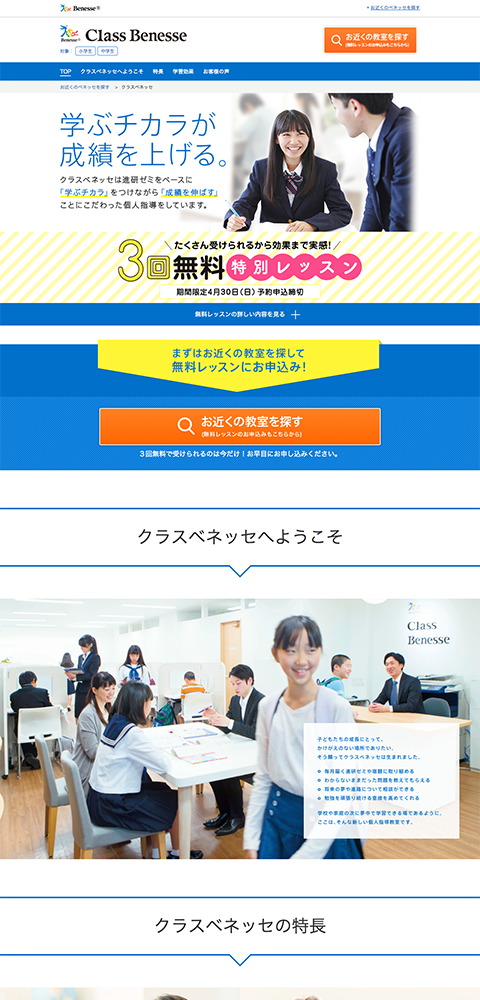 Benesse®
お近くのベネッセを探す
Benesse®
Class Benesse
対象： 小学生 中学生
お近くの教室を探す
(無料レッスンのお申込みもこちらから)
TOP クラスベネッセへようこそ 特長 学習効果 お客様の声
お近くのベネッセを探す > クラスベネッセ
学ぶチカラが
成績を上げる。
クラスベネッセは進研ゼミをベースに
「学ぶチカラ」をつけながら「成績を伸ばす」
ことにこだわった個人指導をしています。
\ たくさん受けられるから効果まで実感! /
3回無料特別レッスン
期間限定4月30日(日) 予約申込締切
無料レッスンの詳しい内容を見る
まずはお近くの教室を探して
無料レッスンにお申込み!
お近くの教室を探す
(無料レッスンのお申込みもこちらから)
3回無料で受けられるのは今だけ！お早目にお申し込みください。
クラスベネッセへようこそ
Class
Benesse
子どもたちの成長にとって、
かけがえのない場所でありたい。
そう願ってクラスベネッセは生まれました。
毎月届く進研ゼミや宿題に取り組める
わからないままだった問題を教えてもらえる
将来の夢や進路について相談ができる
勉強を頑張り続ける意欲を高めてくれる
学校や家庭の次に夢中で学習できる場であるように。
ここは、そんな新しい個人指導教室です。
クラスベネッセの特長